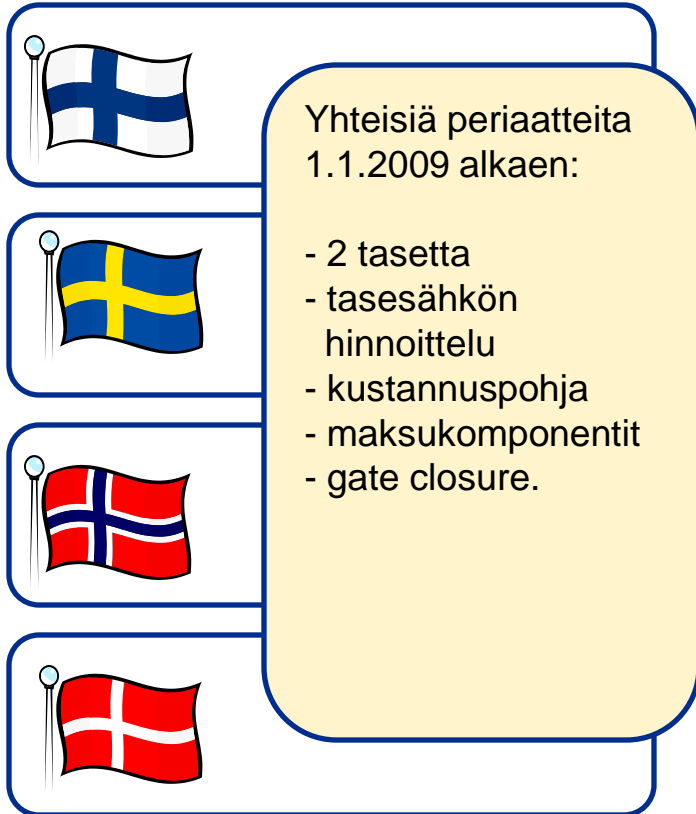 Yhteisiä periaatteita
1.1.2009 alkaen:
- 2 tasetta
- tasesähkön
hinnoittelu
- kustannuspohja
- maksukomponentit
- gate closure.